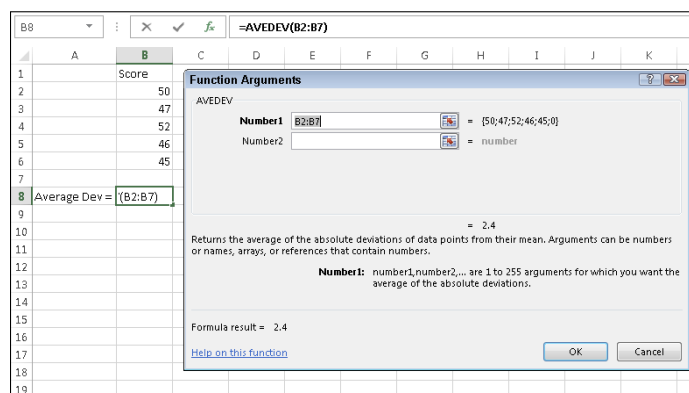 B8 fx =AVEDEV(B2:B7)
A B C D E F G H I J K
1 Score
2 50
3 47
4 52
5 46
6 45
7
8 Average Dev = '(B2:B7)
9
10
11
12
13
14
15
16
17
18
19
Function Arguments
AVEDEV
Number1 B2:B7 = {50;47;52;46;45;0}
Number2 = number
= 2.4
Returns the average of the absolute deviations of data points from their mean. Arguments can be numbers
or names, arrays, or references that contain numbers.
Number1: number1,number2,... are 1 to 255 arguments for which you want the
average of the absolute deviations.
Formula result = 2.4
Help on this function OK Cancel